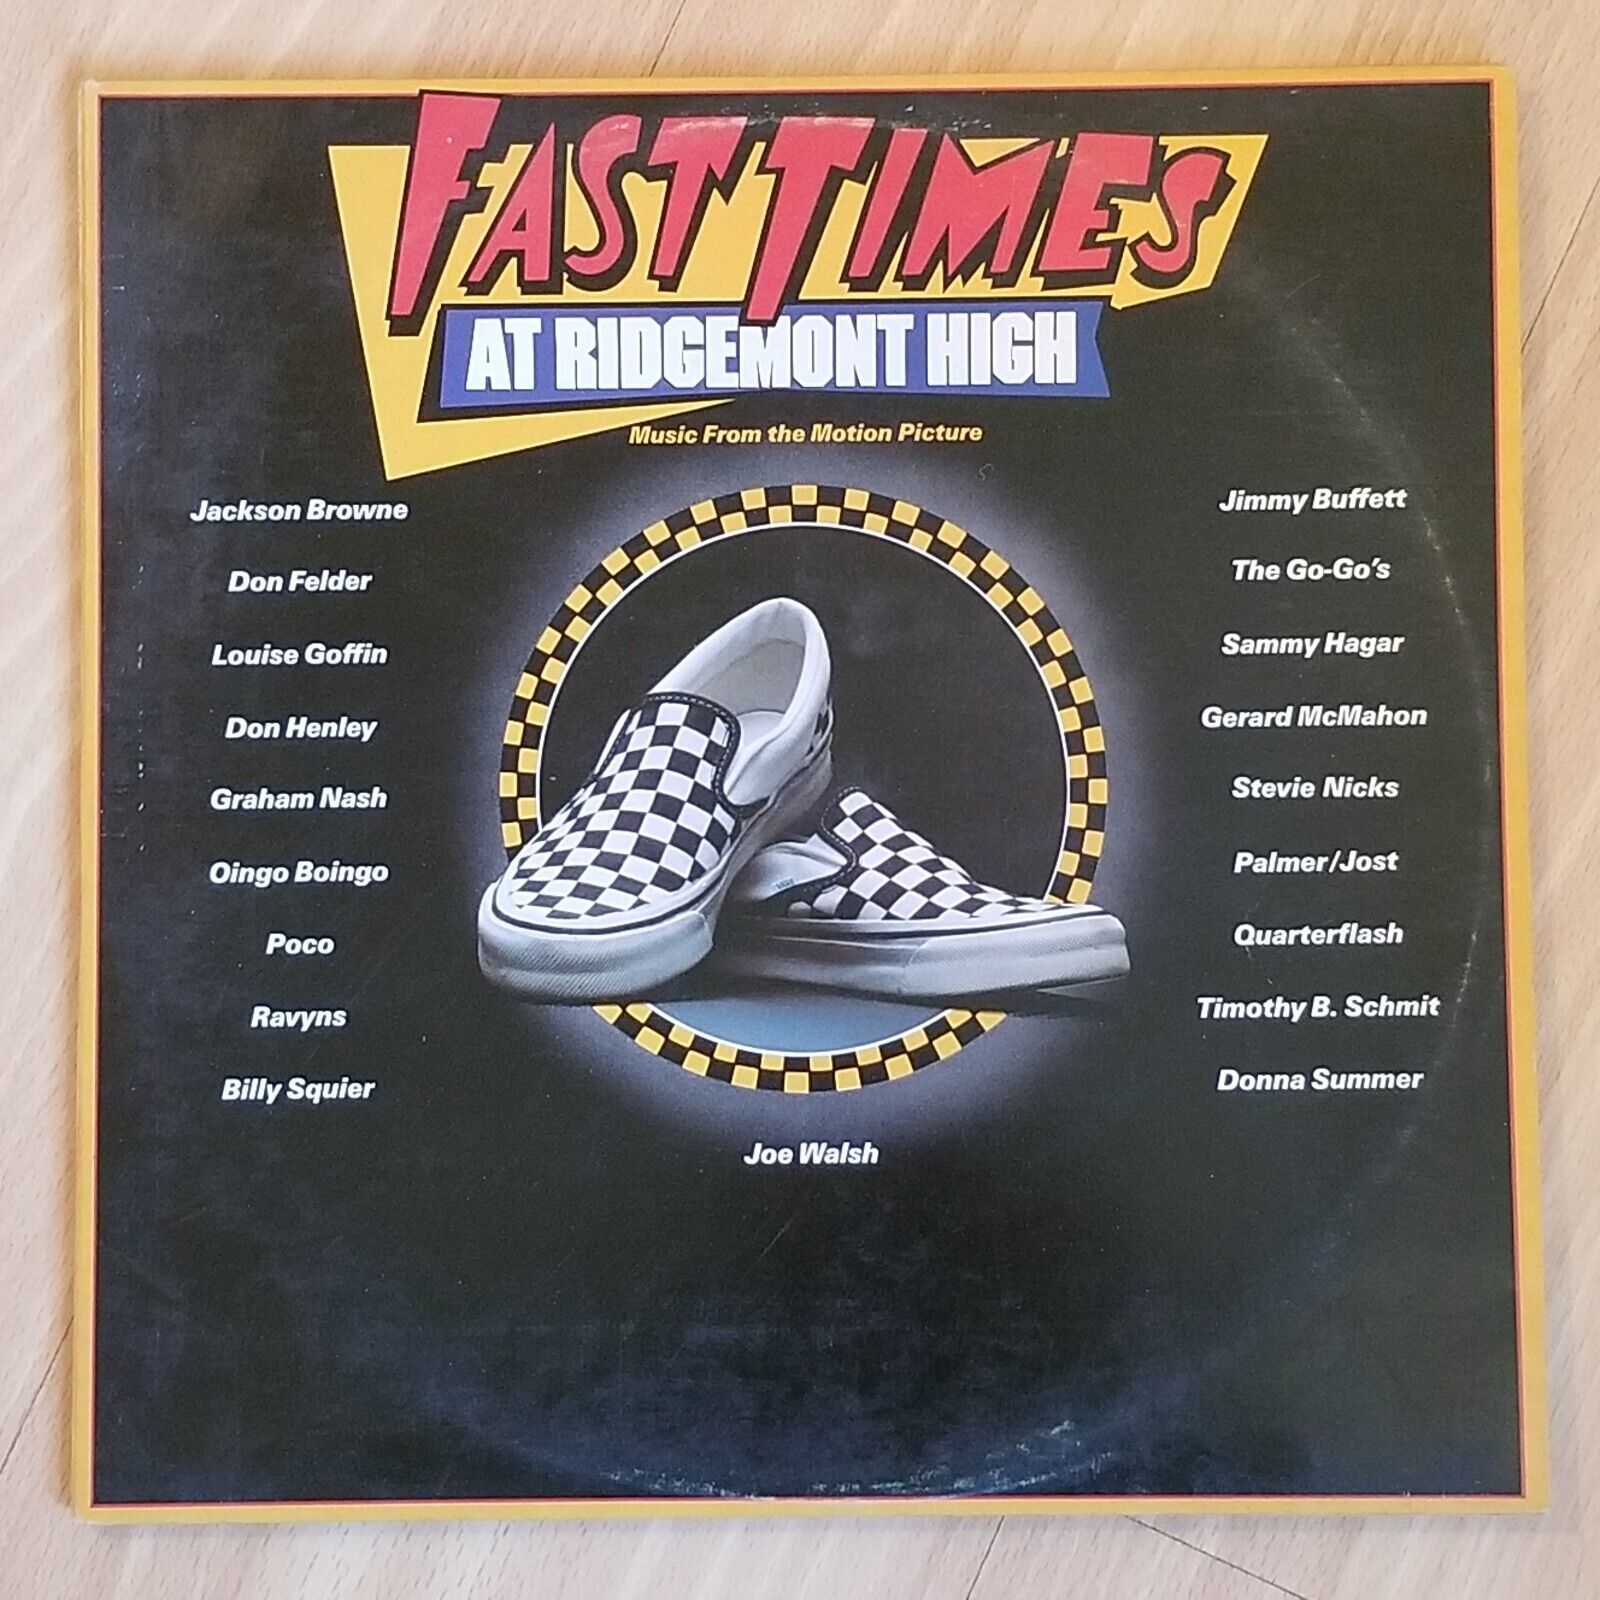 FAST TIMES
AT RIDGEMONT HIGH
Music From the Motion Picture
Jackson Browne
Don Felder
Louise Goffin
Don Henley
Graham Nash
Oingo Boingo
Poco
Ravyns
Billy Squier
Jimmy Buffett
The Go-Go's
Sammy Hagar
Gerard McMahon
Stevie Nicks
Palmer/Jost
Quarterflash
Timothy B. Schmit
Donna Summer
Joe Walsh